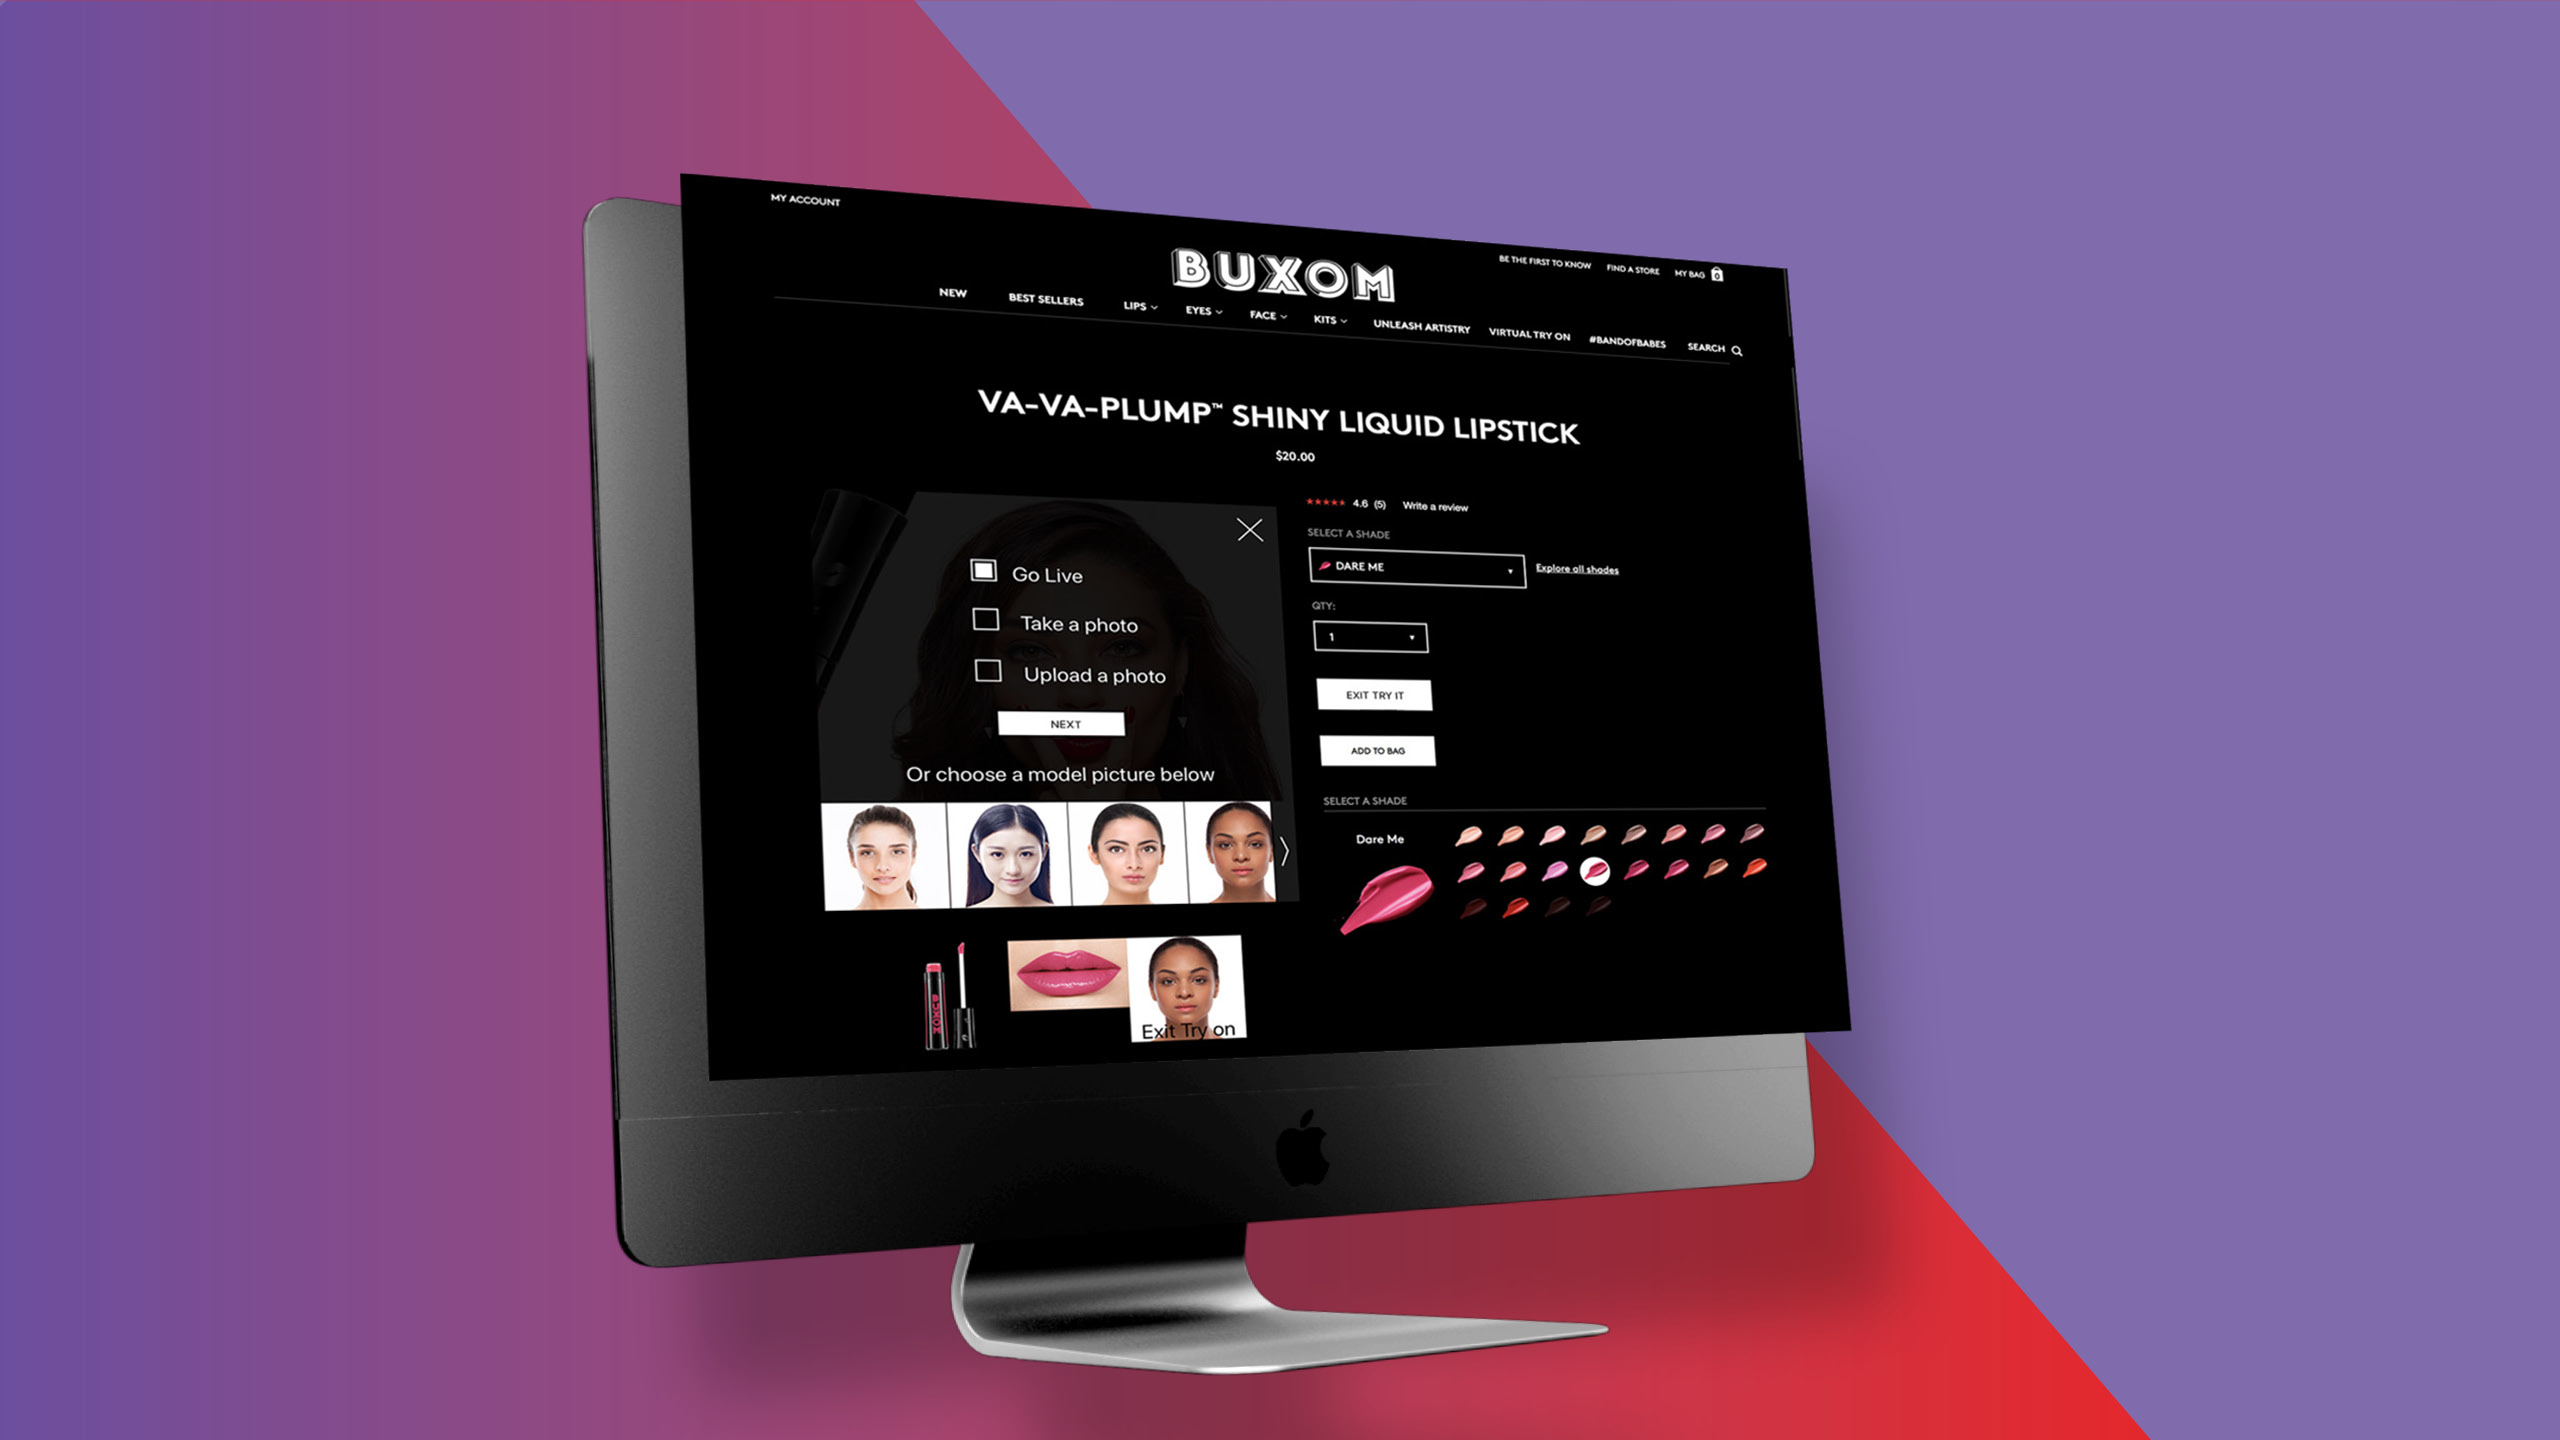 MY ACCOUNT
BE THE FIRST TO KNOW FIND A STORE MY BAG 0
BUXOM
NEW BEST SELLERS LIPS EYES FACE KITS UNLEASH ARTISTRY VIRTUAL TRY ON #BANDOFBABES SEARCH
VA-VA-PLUMP™ SHINY LIQUID LIPSTICK
$20.00
Go Live
Take a photo
Upload a photo
NEXT
Or choose a model picture below
4.6 (5) Write a review
SELECT A SHADE
DARE ME Explore all shades
QTY:
1
EXIT TRY IT
ADD TO BAG
SELECT A SHADE
Dare Me
BUXOM
Exit Try on